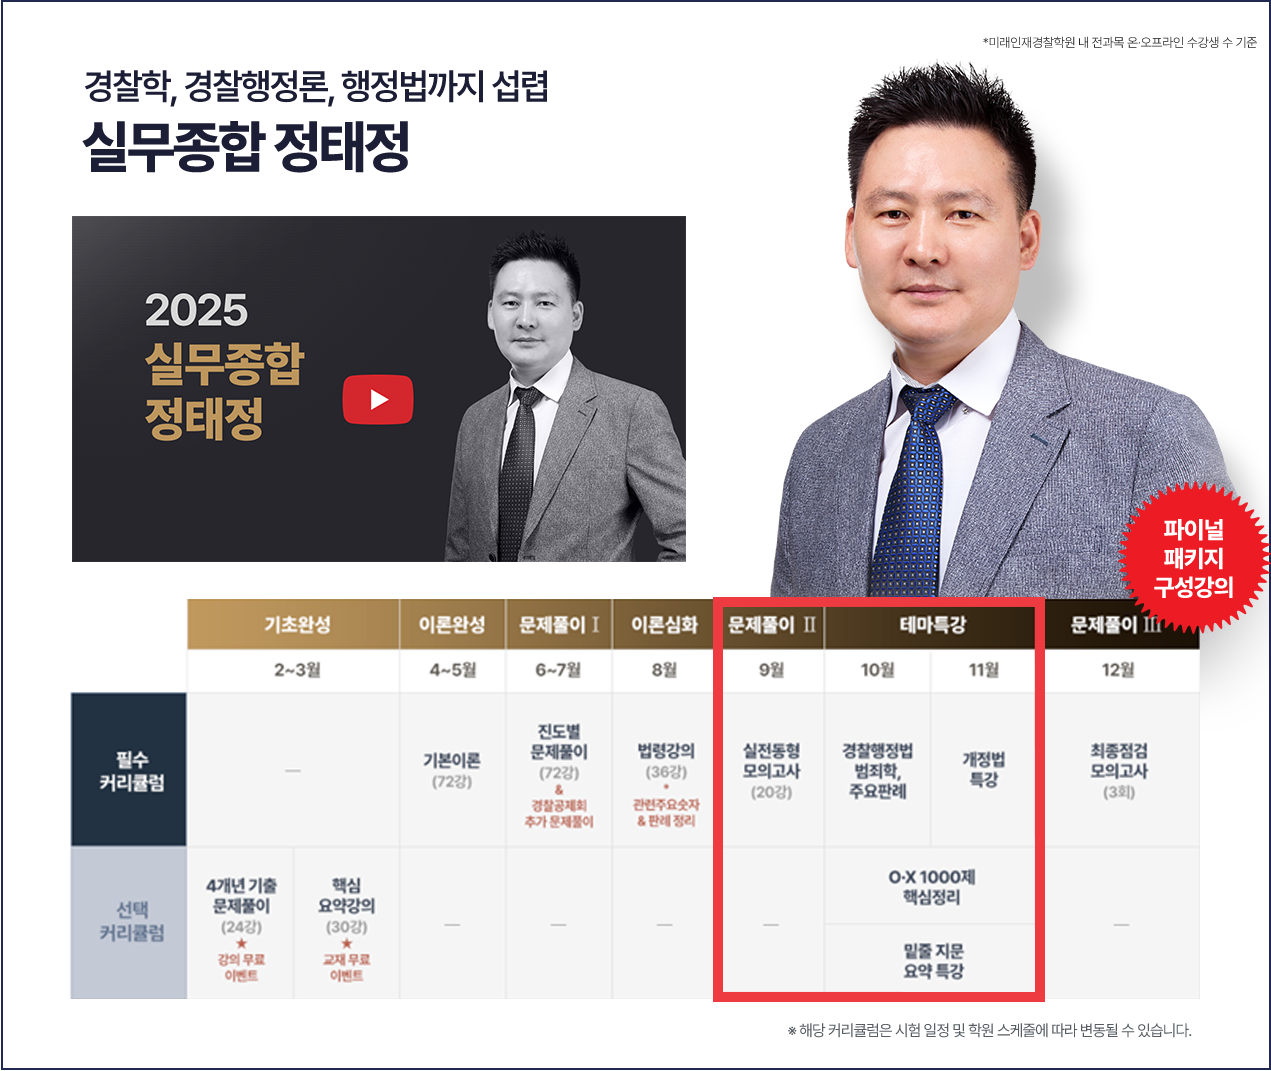 *미래인재경찰학원 내 전과목 온·오프라인 수강생 수 기준
경찰학, 경찰행정론, 행정법까지 섭렵
실무종합 정태정
2025
실무종합
정태정
파이널
패키지
구성강의
기초완성 이론완성 문제풀이 Ⅰ 이론심화 문제풀이 Ⅱ 테마특강 문제풀이 Ⅲ
2~3월 4~5월 6~7월 8월 9월 10월 11월 12월
필수
커리큘럼
—
기본이론
(72강)
진도별
문제풀이
(72강)
&
경찰공제회
추가 문제풀이
법령강의
(36강)
*
관련주요숫자
& 판례 정리
실전동형
모의고사
(20강)
경찰행정법
범죄학,
주요판례
개정법
특강
최종점검
모의고사
(3회)
선택
커리큘럼
4개년 기출
문제풀이
(24강)
★
강의 무료
이벤트
핵심
요약강의
(30강)
★
교재 무료
이벤트
—
—
—
—
O·X 1000제
핵심정리
밑줄 지문
요약 특강
—
※ 해당 커리큘럼은 시험 일정 및 학원 스케줄에 따라 변동될 수 있습니다.